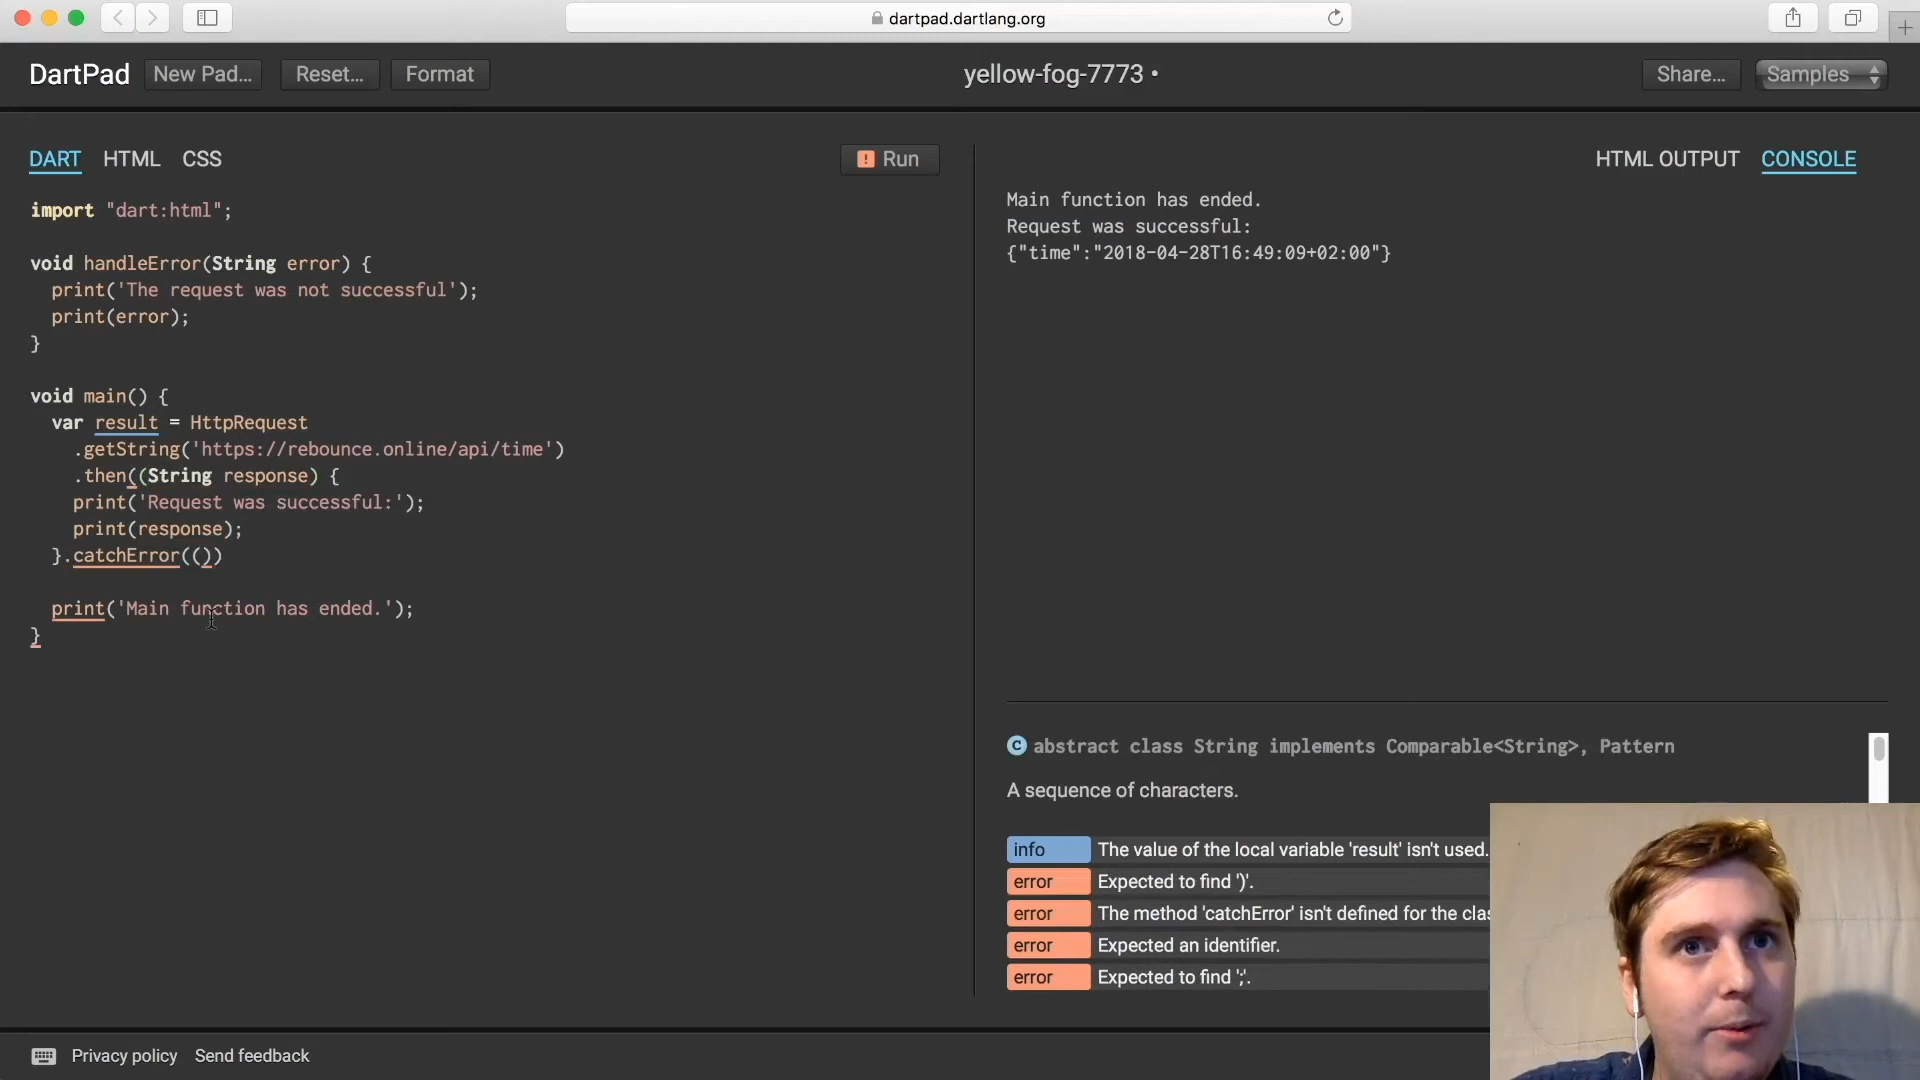 dartpad.dartlang.org
DartPad
New Pad...
Reset...
Format
yellow-fog-7773 •
Share...
Samples
DART
HTML
CSS
! Run
HTML OUTPUT
CONSOLE
import "dart:html";
void handleError(String error) {
print('The request was not successful');
print(error);
}
void main() {
var result = HttpRequest
.getString('https://rebounce.online/api/time')
.then((String response) {
print('Request was successful:');
print(response);
}.catchError(())
print('Main function has ended.');
}
Main function has ended.
Request was successful:
{"time":"2018-04-28T16:49:09+02:00"}
C abstract class String implements Comparable<String>, Pattern
A sequence of characters.
info The value of the local variable 'result' isn't used.
error Expected to find ')'.
error The method 'catchError' isn't defined for the clas
error Expected an identifier.
error Expected to find ';'.
Privacy policy
Send feedback